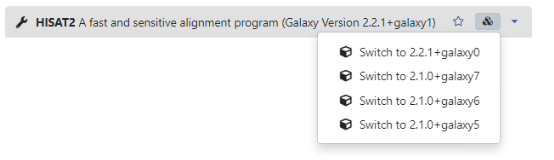 HISAT2 A fast and sensitive alignment program (Galaxy Version 2.2.1+galaxy1)
Switch to 2.2.1+galaxy0
Switch to 2.1.0+galaxy7
Switch to 2.1.0+galaxy6
Switch to 2.1.0+galaxy5